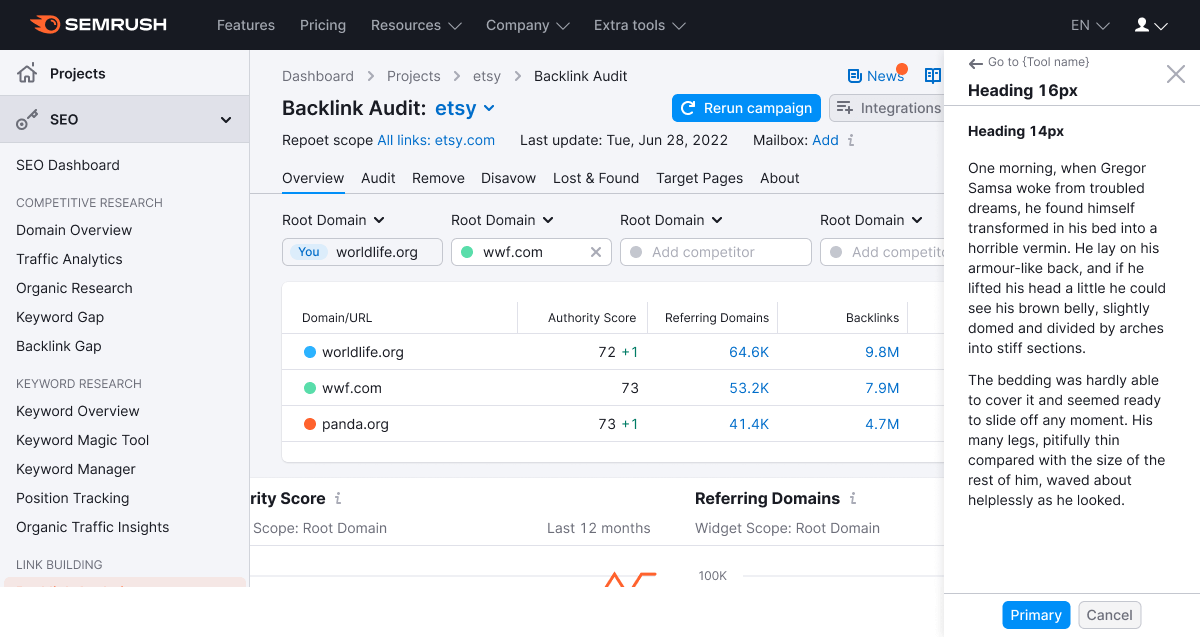 SEMRUSH
Features Pricing Resources Company Extra tools EN
Projects
SEO
SEO Dashboard
COMPETITIVE RESEARCH
Domain Overview
Traffic Analytics
Organic Research
Keyword Gap
Backlink Gap
KEYWORD RESEARCH
Keyword Overview
Keyword Magic Tool
Keyword Manager
Position Tracking
Organic Traffic Insights
LINK BUILDING
Dashboard Projects etsy Backlink Audit
News
Backlink Audit: etsy
Rerun campaign
Integrations
Repoet scope All links: etsy.com Last update: Tue, Jun 28, 2022 Mailbox: Add
Overview Audit Remove Disavow Lost & Found Target Pages About
Root Domain Root Domain Root Domain Root Domain
You worldlife.org wwf.com Add competitor Add competito
Domain/URL Authority Score Referring Domains Backlinks
worldlife.org 72 +1 64.6K 9.8M
wwf.com 73 53.2K 7.9M
panda.org 73 +1 41.4K 4.7M
rity Score
Scope: Root Domain Last 12 months
Referring Domains
Widget Scope: Root Domain
100K
Go to {Tool name}
Heading 16px
Heading 14px
One morning, when Gregor
Samsa woke from troubled
dreams, he found himself
transformed in his bed into a
horrible vermin. He lay on his
armour-like back, and if he
lifted his head a little he could
see his brown belly, slightly
domed and divided by arches
into stiff sections.
The bedding was hardly able
to cover it and seemed ready
to slide off any moment. His
many legs, pitifully thin
compared with the size of the
rest of him, waved about
helplessly as he looked.
Primary
Cancel